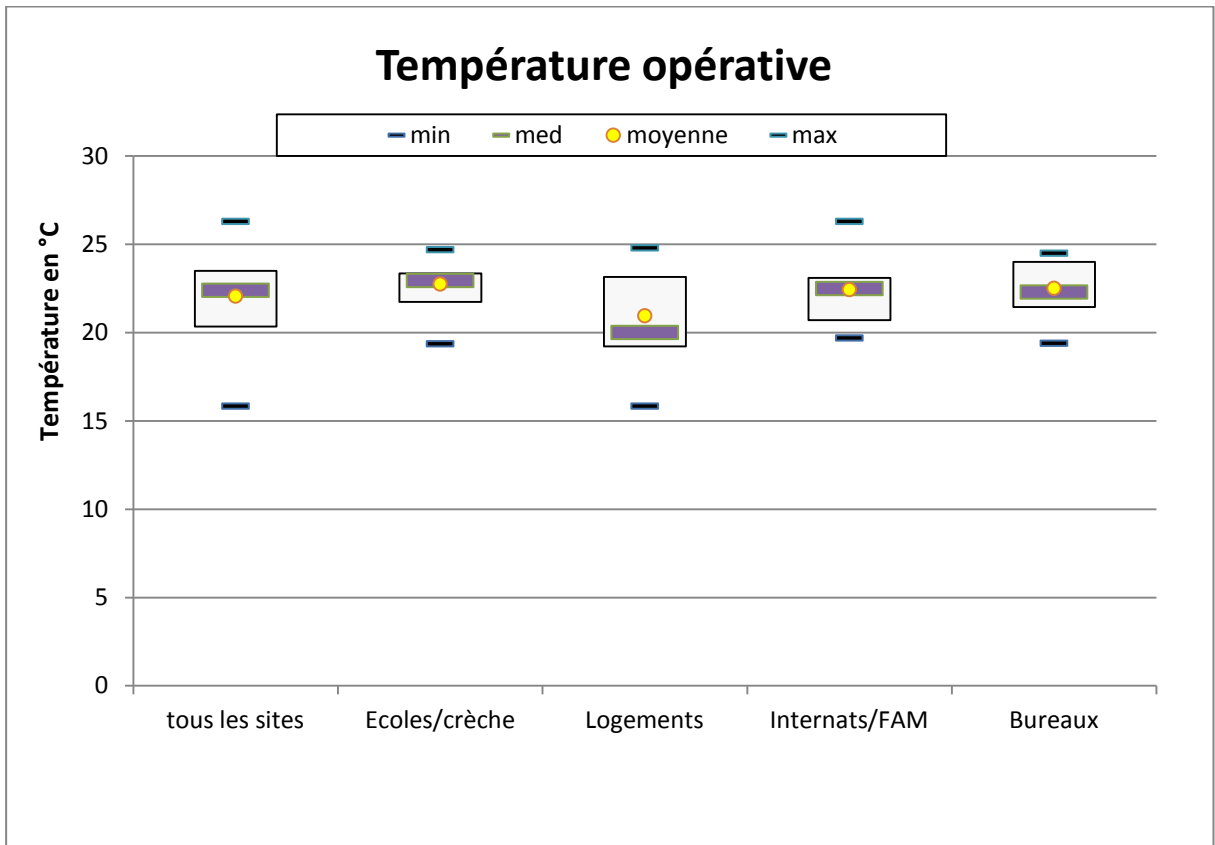 Température opérative
min med moyenne max
Température en °C
30
25
20
15
10
5
0
tous les sites Ecoles/crèche Logements Internats/FAM Bureaux